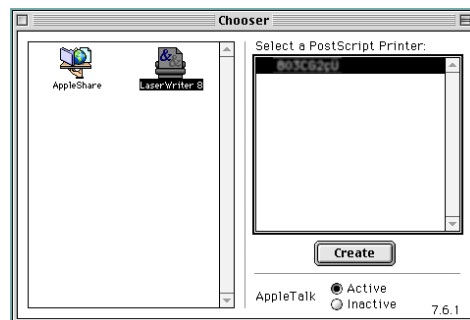 Chooser
AppleShare
LaserWriter 8
Select a PostScript Printer:
Create
AppleTalk
Active
Inactive
7.6.1